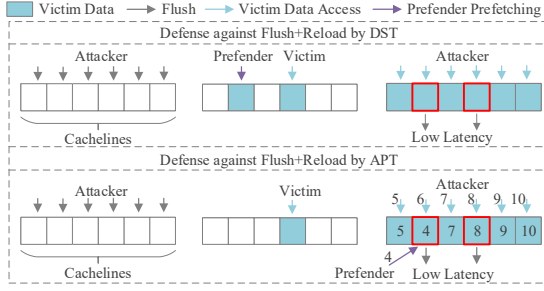 Victim Data Flush Victim Data Access Prefender Prefetching
Defense against Flush+Reload by DST
Attacker Prefender Victim Attacker
Cachelines Low Latency
Defense against Flush+Reload by APT
Attacker Victim Attacker
5 6 7 8 9 10
5 4 7 8 9 10
4
Cachelines Prefender Low Latency